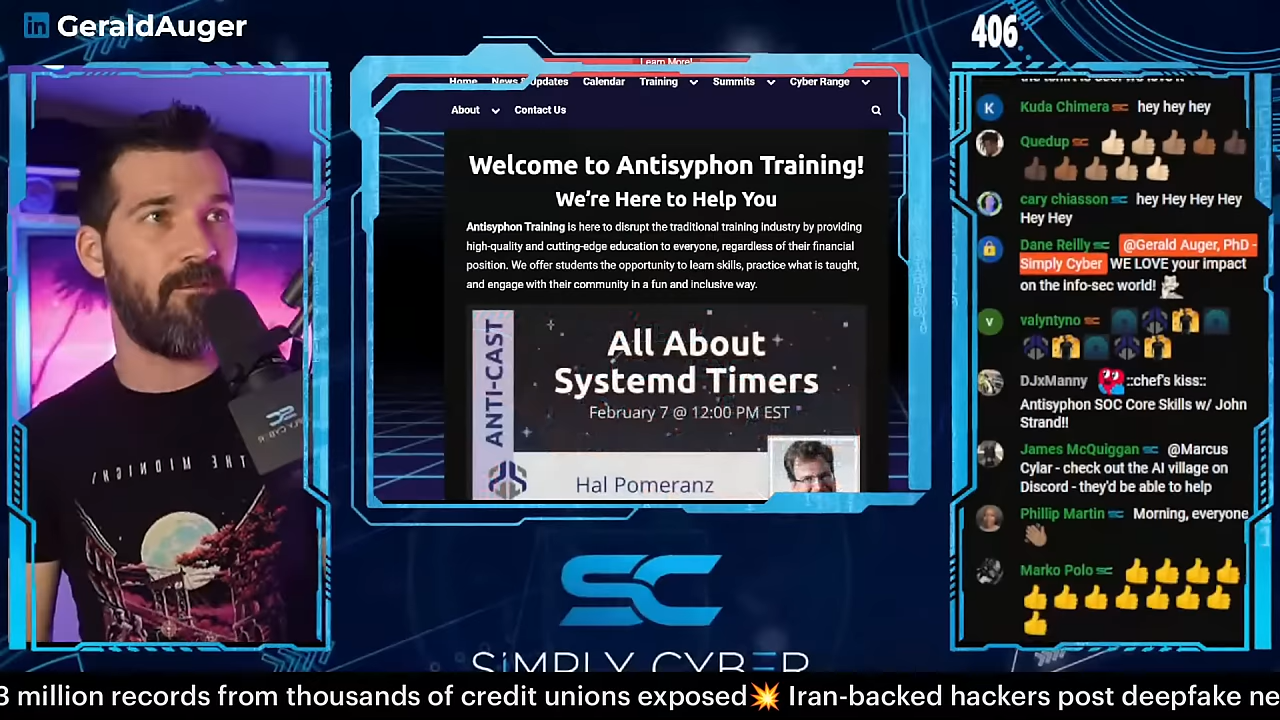 in GeraldAuger
406
Learn More!
Home News & Updates Calendar Training Summits Cyber Range
About Contact Us
Welcome to Antisyphon Training!
We're Here to Help You
Antisyphon Training is here to disrupt the traditional training industry by providing
high-quality and cutting-edge education to everyone, regardless of their financial
position. We offer students the opportunity to learn skills, practice what is taught,
and engage with their community in a fun and inclusive way.
ANTI-CAST
All About
Systemd Timers
February 7 @ 12:00 PM EST
Hal Pomeranz
THE MIDNIGHT
SC
SIMPLY CYBER
K Kuda Chimera hey hey hey
Quedup
cary chiasson hey Hey Hey Hey
Hey Hey
Dane Reilly @Gerald Auger, PhD -
Simply Cyber WE LOVE your impact
on the info-sec world!
v valyntyno
DJxManny ::chef's kiss::
Antisyphon SOC Core Skills w/ John
Strand!!
James McQuiggan @Marcus
Cylar - check out the AI village on
Discord - they'd be able to help
Phillip Martin Morning, everyone
Marko Polo
3 million records from thousands of credit unions exposed💥 Iran-backed hackers post deepfake ne